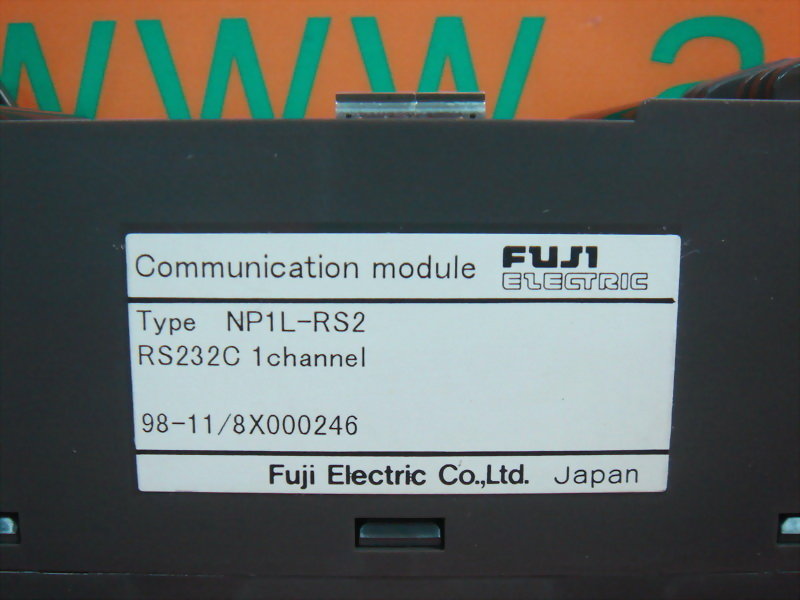 WWW.a
Communication module FUJI ELECTRIC
Type NP1L-RS2
RS232C 1channel
98-11/8X000246
Fuji Electric Co.,Ltd. Japan